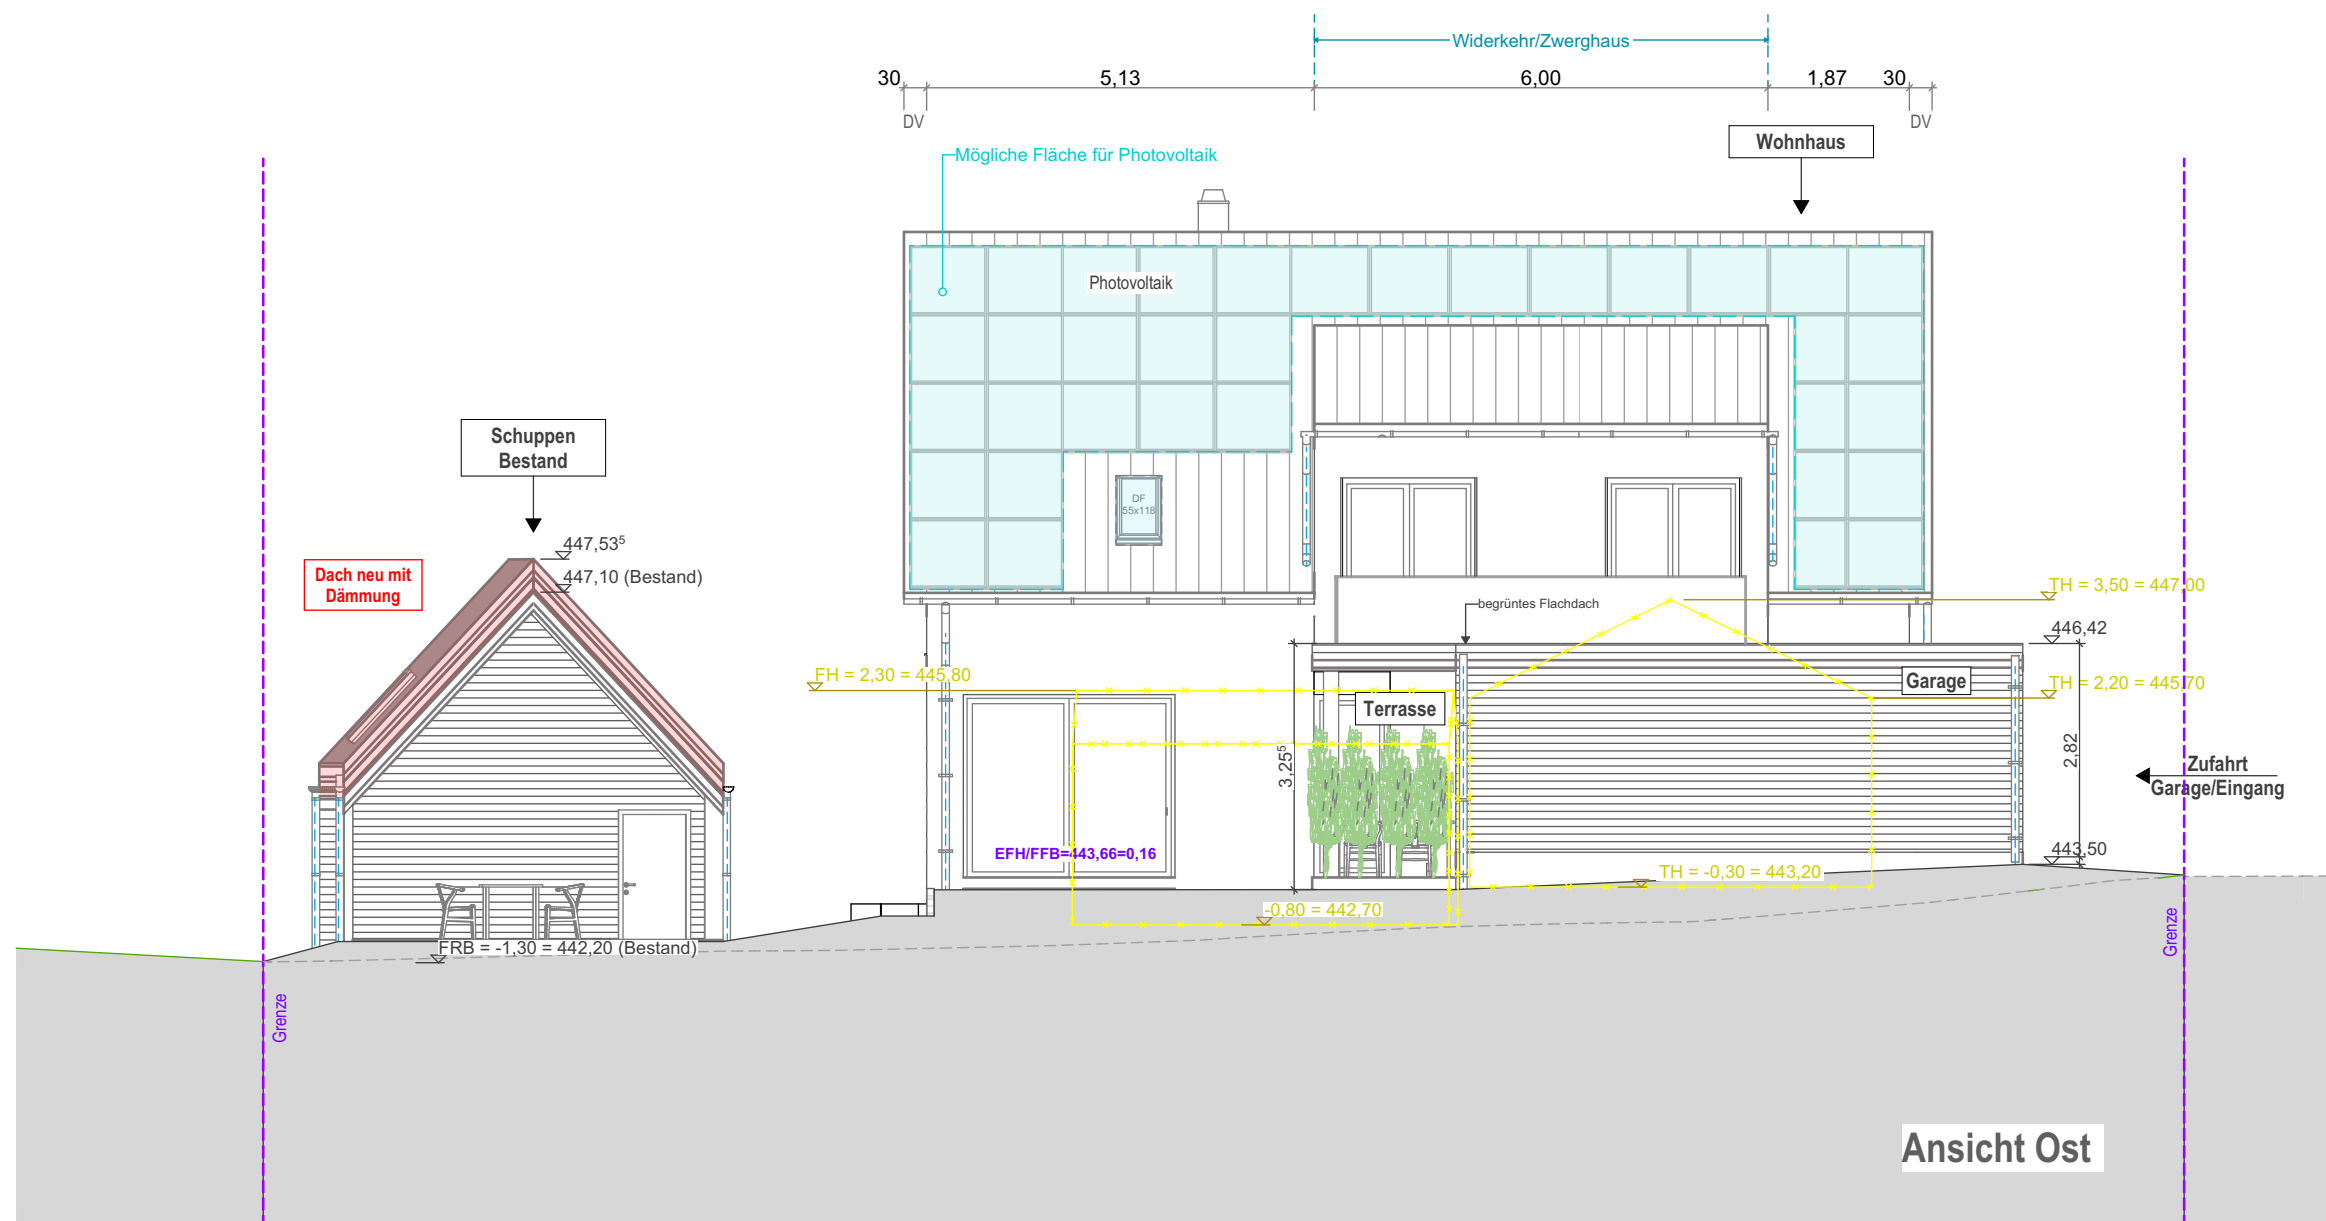 Widerkehr/Zwerghaus
30 5,13 6,00 1,87 30
DV DV
Wohnhaus
Mögliche Fläche für Photovoltaik
Photovoltaik
Schuppen
Bestand
DF
55x118
447,53⁵
447,10 (Bestand)
Dach neu mit
Dämmung
TH = 3,50 = 447,00
begrüntes Flachdach
446,42
FH = 2,30 = 445,80
Garage
TH = 2,20 = 445,70
Terrasse
3,25⁵
2,82
Zufahrt
Garage/Eingang
EFH/FFB=443,66=0,16
443,50
TH = -0,30 = 443,20
-0,80 = 442,70
FRB = -1,30 = 442,20 (Bestand)
Grenze
Grenze
Ansicht Ost